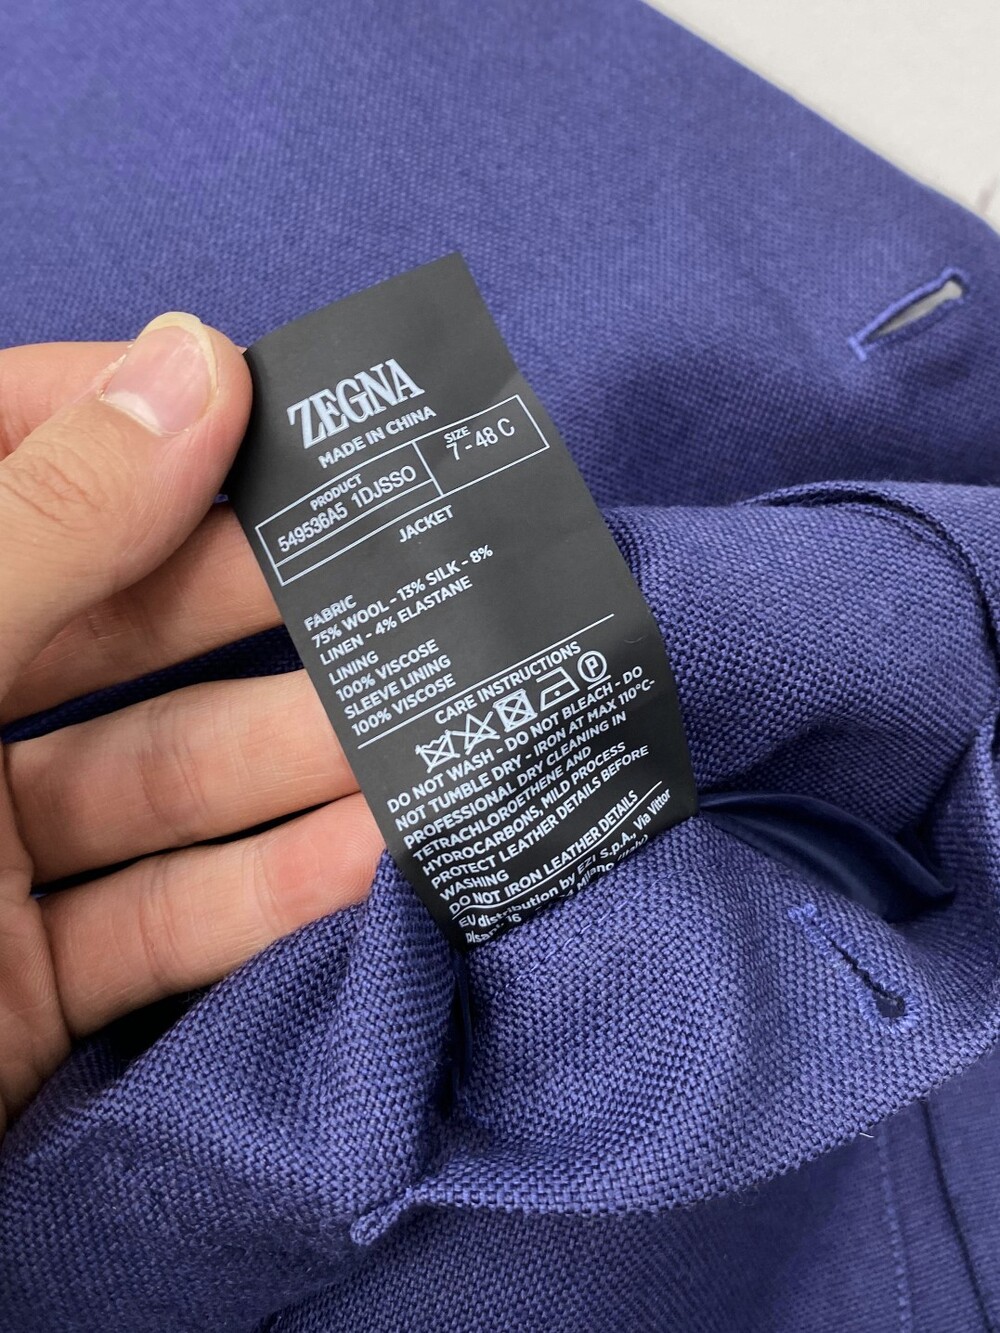 ZEGNA
MADE IN CHINA
PRODUCT
549536A5 1DJSSO
SIZE
7 - 48 C
JACKET
FABRIC
75% WOOL - 13% SILK - 8%
LINEN - 4% ELASTANE
LINING
100% VISCOSE
SLEEVE LINING
100% VISCOSE
CARE INSTRUCTIONS
P
DO NOT WASH - DO NOT BLEACH - DO
NOT TUMBLE DRY - IRON AT MAX 110°C-
PROFESSIONAL DRY CLEANING IN
TETRACHLOROETHENE AND
HYDROCARBONS, MILD PROCESS
PROTECT LEATHER DETAILS BEFORE
WASHING
DO NOT IRON LEATHER DETAILS
EU distribution by EZI S.p.A., Via Vittor
16 Milano (Italy)